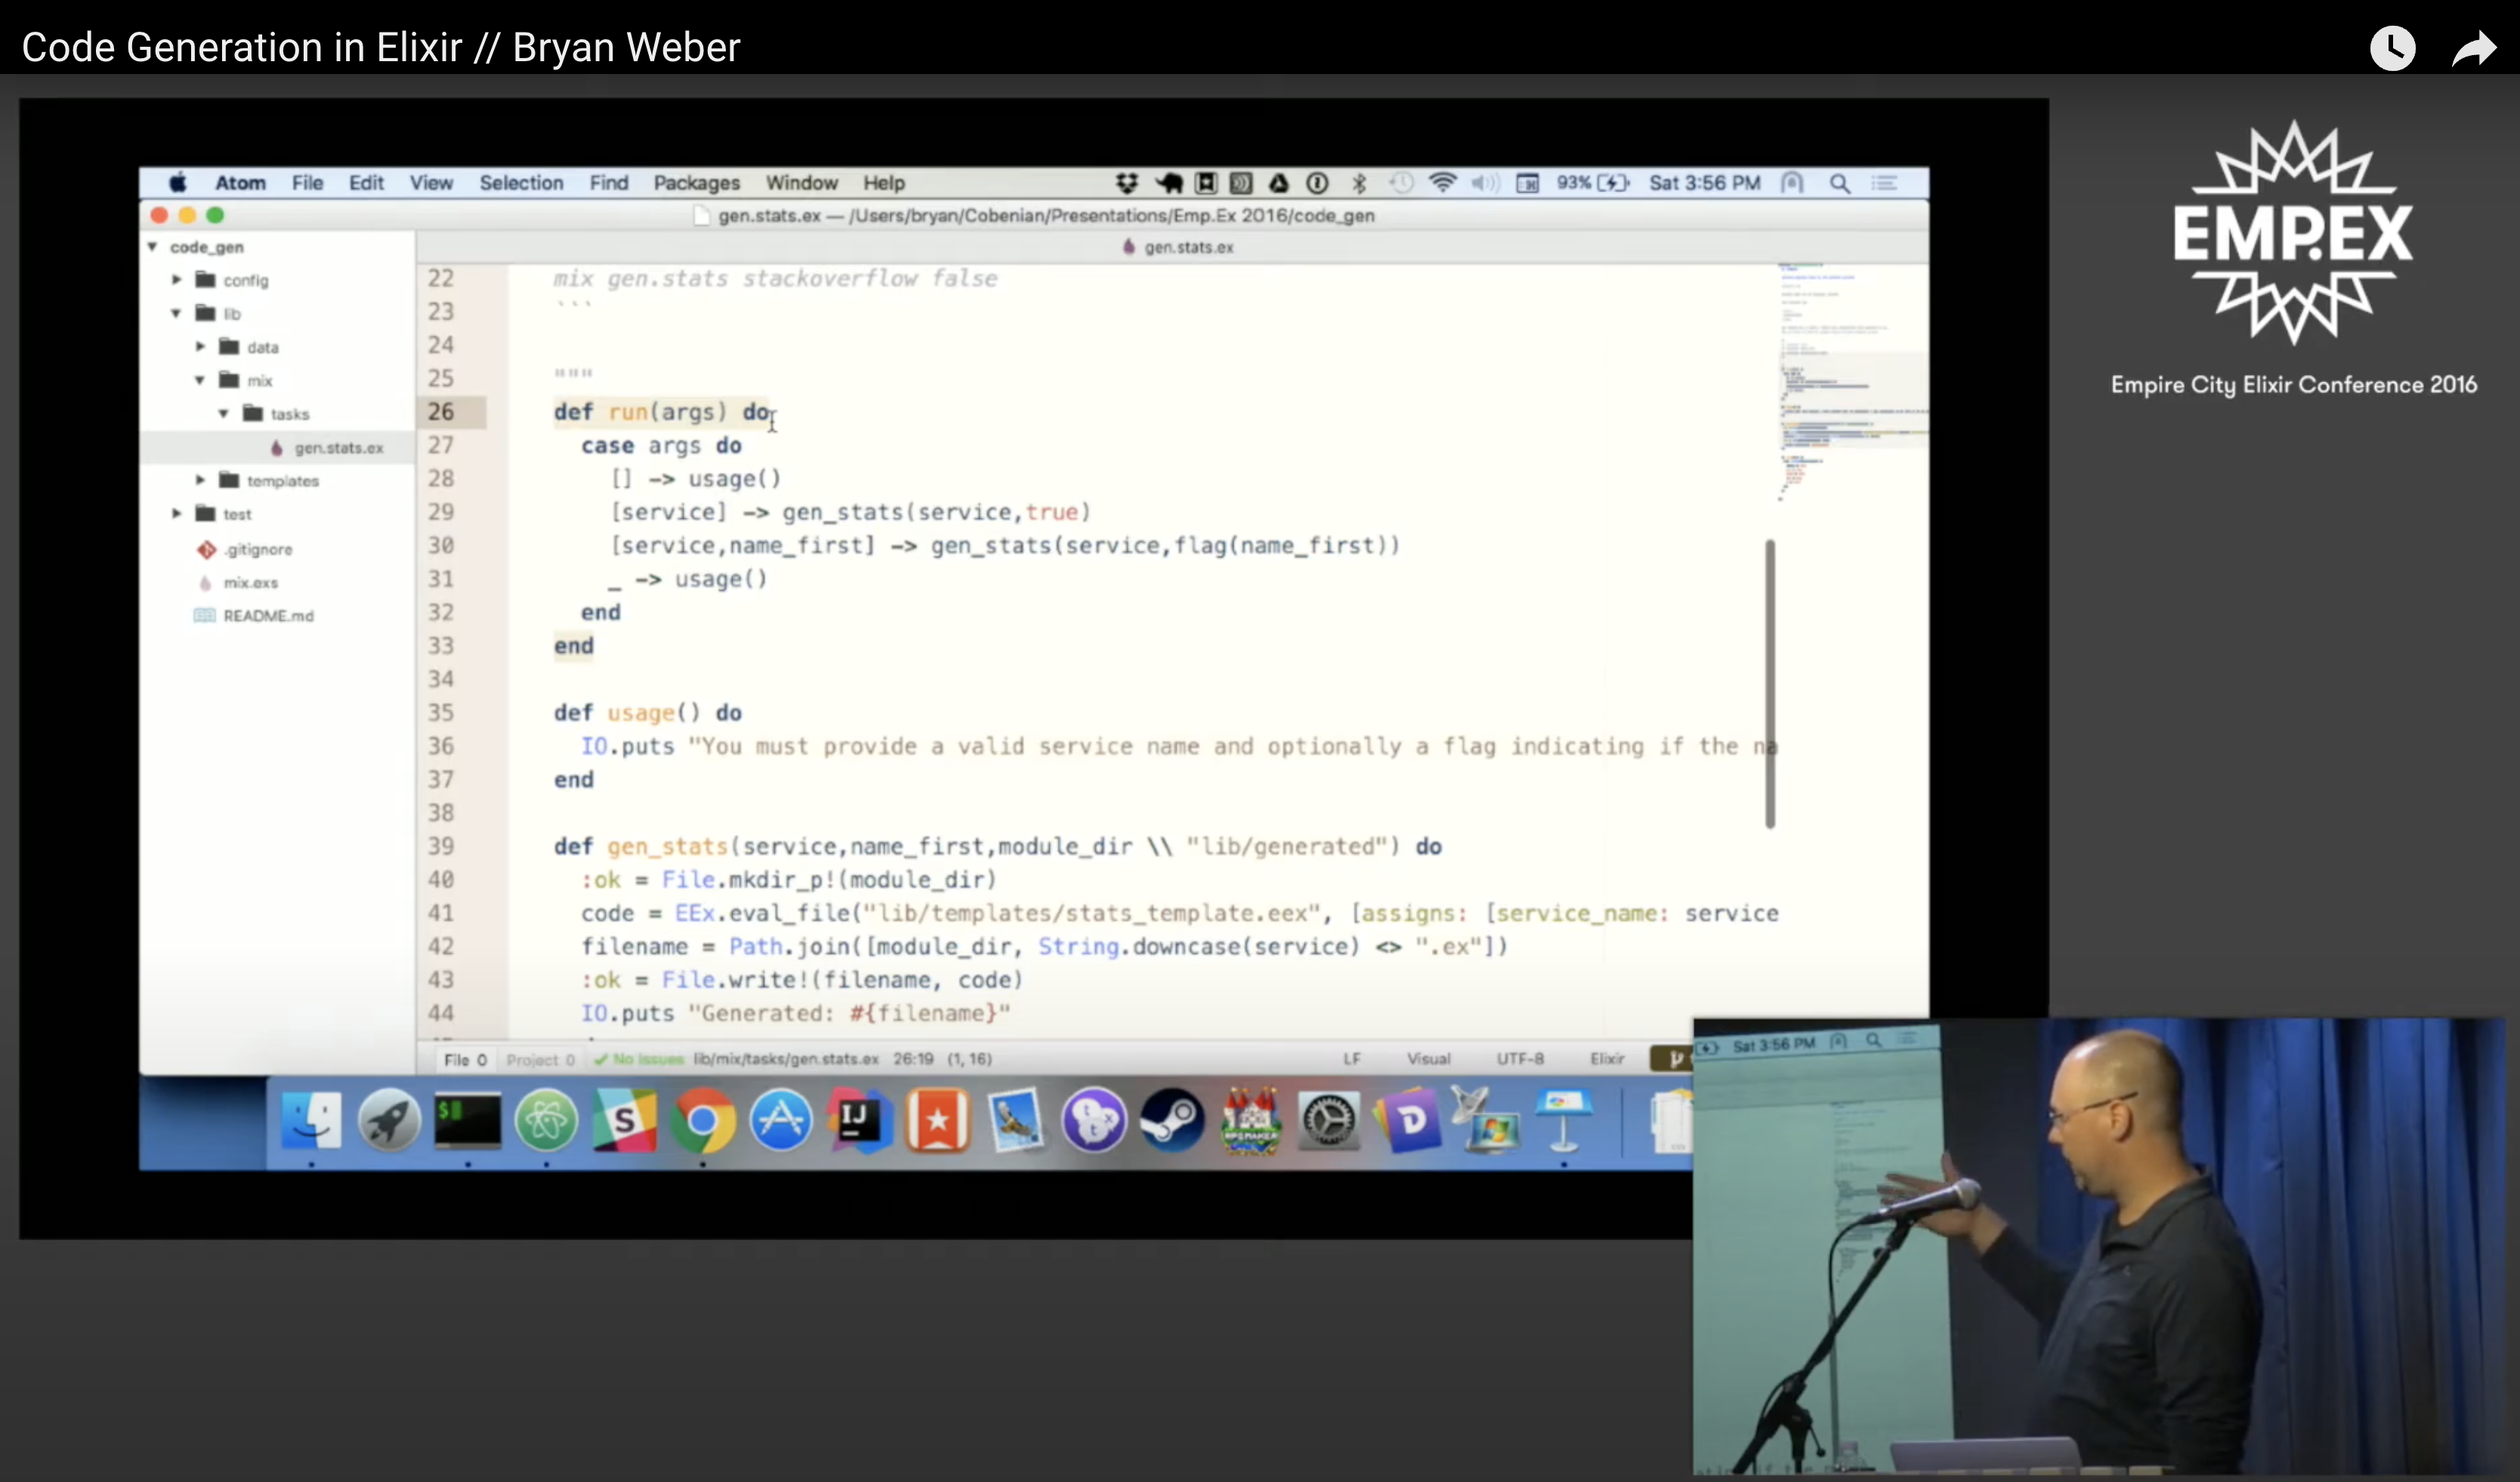 Code Generation in Elixir // Bryan Weber
EMPEX
Empire City Elixir Conference 2016
Atom File Edit View Selection Find Packages Window Help 93% Sat 3:56 PM
gen.stats.ex — /Users/bryan/Cobenian/Presentations/Emp.Ex 2016/code_gen
gen.stats.ex
code_gen
config
lib
data
mix
tasks
gen.stats.ex
templates
test
.gitignore
mix.exs
README.md
22 mix gen.stats stackoverflow false
23 ```
24
25 """
26 def run(args) do
27 case args do
28 [] -> usage()
29 [service] -> gen_stats(service,true)
30 [service,name_first] -> gen_stats(service,flag(name_first))
31 _ -> usage()
32 end
33 end
34
35 def usage() do
36 IO.puts "You must provide a valid service name and optionally a flag indicating if the na
37 end
38
39 def gen_stats(service,name_first,module_dir \\ "lib/generated") do
40 :ok = File.mkdir_p!(module_dir)
41 code = EEx.eval_file("lib/templates/stats_template.eex", [assigns: [service_name: service
42 filename = Path.join([module_dir, String.downcase(service) <> ".ex"])
43 :ok = File.write!(filename, code)
44 IO.puts "Generated: #{filename}"
File 0 Project 0 No Issues lib/mix/tasks/gen.stats.ex 26:19 (1, 16) LF Visual UTF-8 Elixir
$
S
IJ
t t x
RPG MAKER
D
Sat 3:56 PM